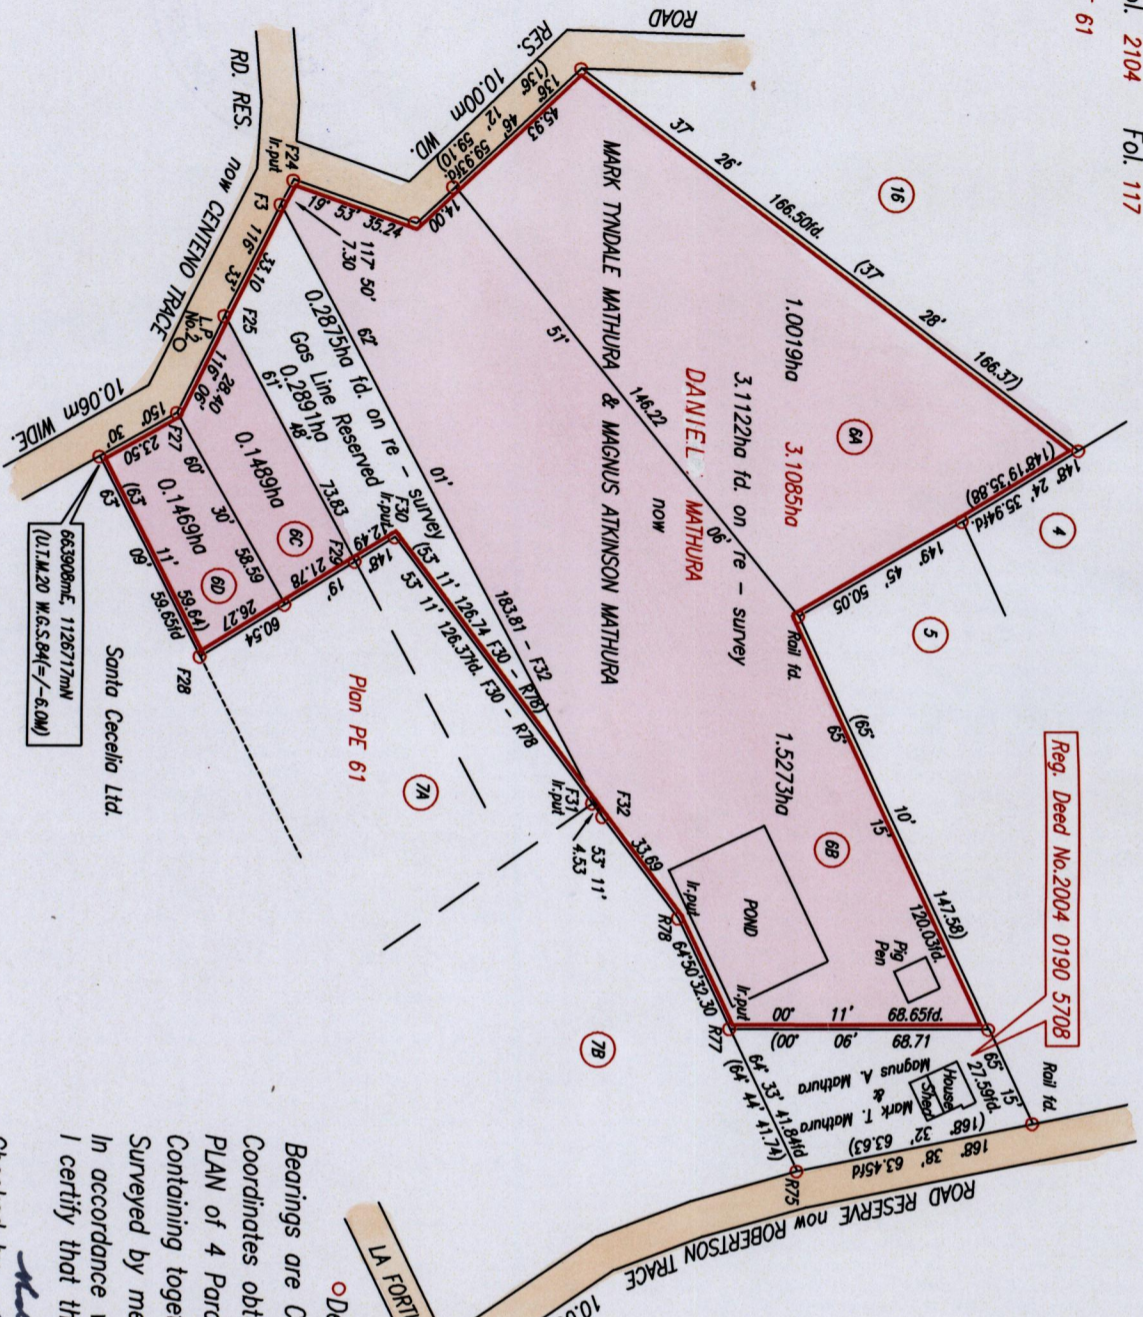 2104 Fol. 117
61
ROAD
RES.
10.00m
WD.
136° 46' 59.93fd.
(136° 12' 59.10)
45.93
14.00
37° 26' 166.50fd.
(37° 28' 166.37)
16
MARK TYNDALE MATHURA & MAGNUS ATKINSON MATHURA
now
DANIEL MATHURA
3.1122ha fd. on re - survey
1.0019ha 3.1085ha
6A
(148°19'35.88)
148° 24' 35.94fd
4
149° 45' 50.05
5
Rail fd.
51° 06'
146.22
(65° 10' 147.58)
65° 15' 120.03fd.
1.5273ha
6B
Reg. Deed No.2004 0190 5708
Pig
Pen
POND
Ir.put
Ir.put
00° 11' 68.65fd.
(00° 06' 68.71
65° 15'
27.59fd.
Rail fd.
House
Shed
Mark T. Mathura
&
Magnus A. Mathura
(168° 32' 63.63)
168° 38' 63.45fd
ROAD RESERVE now ROBERTSON TRACE
10.0
R75
64° 33' 41.84fd
(64° 44' 41.74)
R77
64°50'32.30
R78
33.69
F32
53° 11'
4.53
F31
Ir.put
7B
RD. RES. now CENTENO TRACE
10.06m WIDE.
F24
Ir.put
F3
19° 53' 35.24
117° 50'
7.30
116° 33' 33.10
F25
L.P.
No.2
116° 06' 28.40
F27
150° 30' 23.50
62° 01' 183.81 - F32
0.2875ha fd. on re - survey
Gas Line Reserved
0.2891ha
61° 48' 73.83
F30
Ir.put
12.49
F29
148° 19' 60.54
21.78
26.27
(53° 11' 126.74 F30 - R78)
53° 11' 126.37fd. F30 - R78
0.1489ha
6C
60° 30' 58.59
0.1469ha
6D
(63° 11' 59.64)
63° 09' 59.65fd
F28
Plan PE 61
7A
Santa Cecelia Ltd.
663908mE, 1126717mN
(U.T.M.20 W.G.S.84(=/-6.0M)
LA FORT
Bearings are
Coordinates obt
PLAN of 4 Parc
Containing toge
Surveyed by me
In accordance
I certify that th